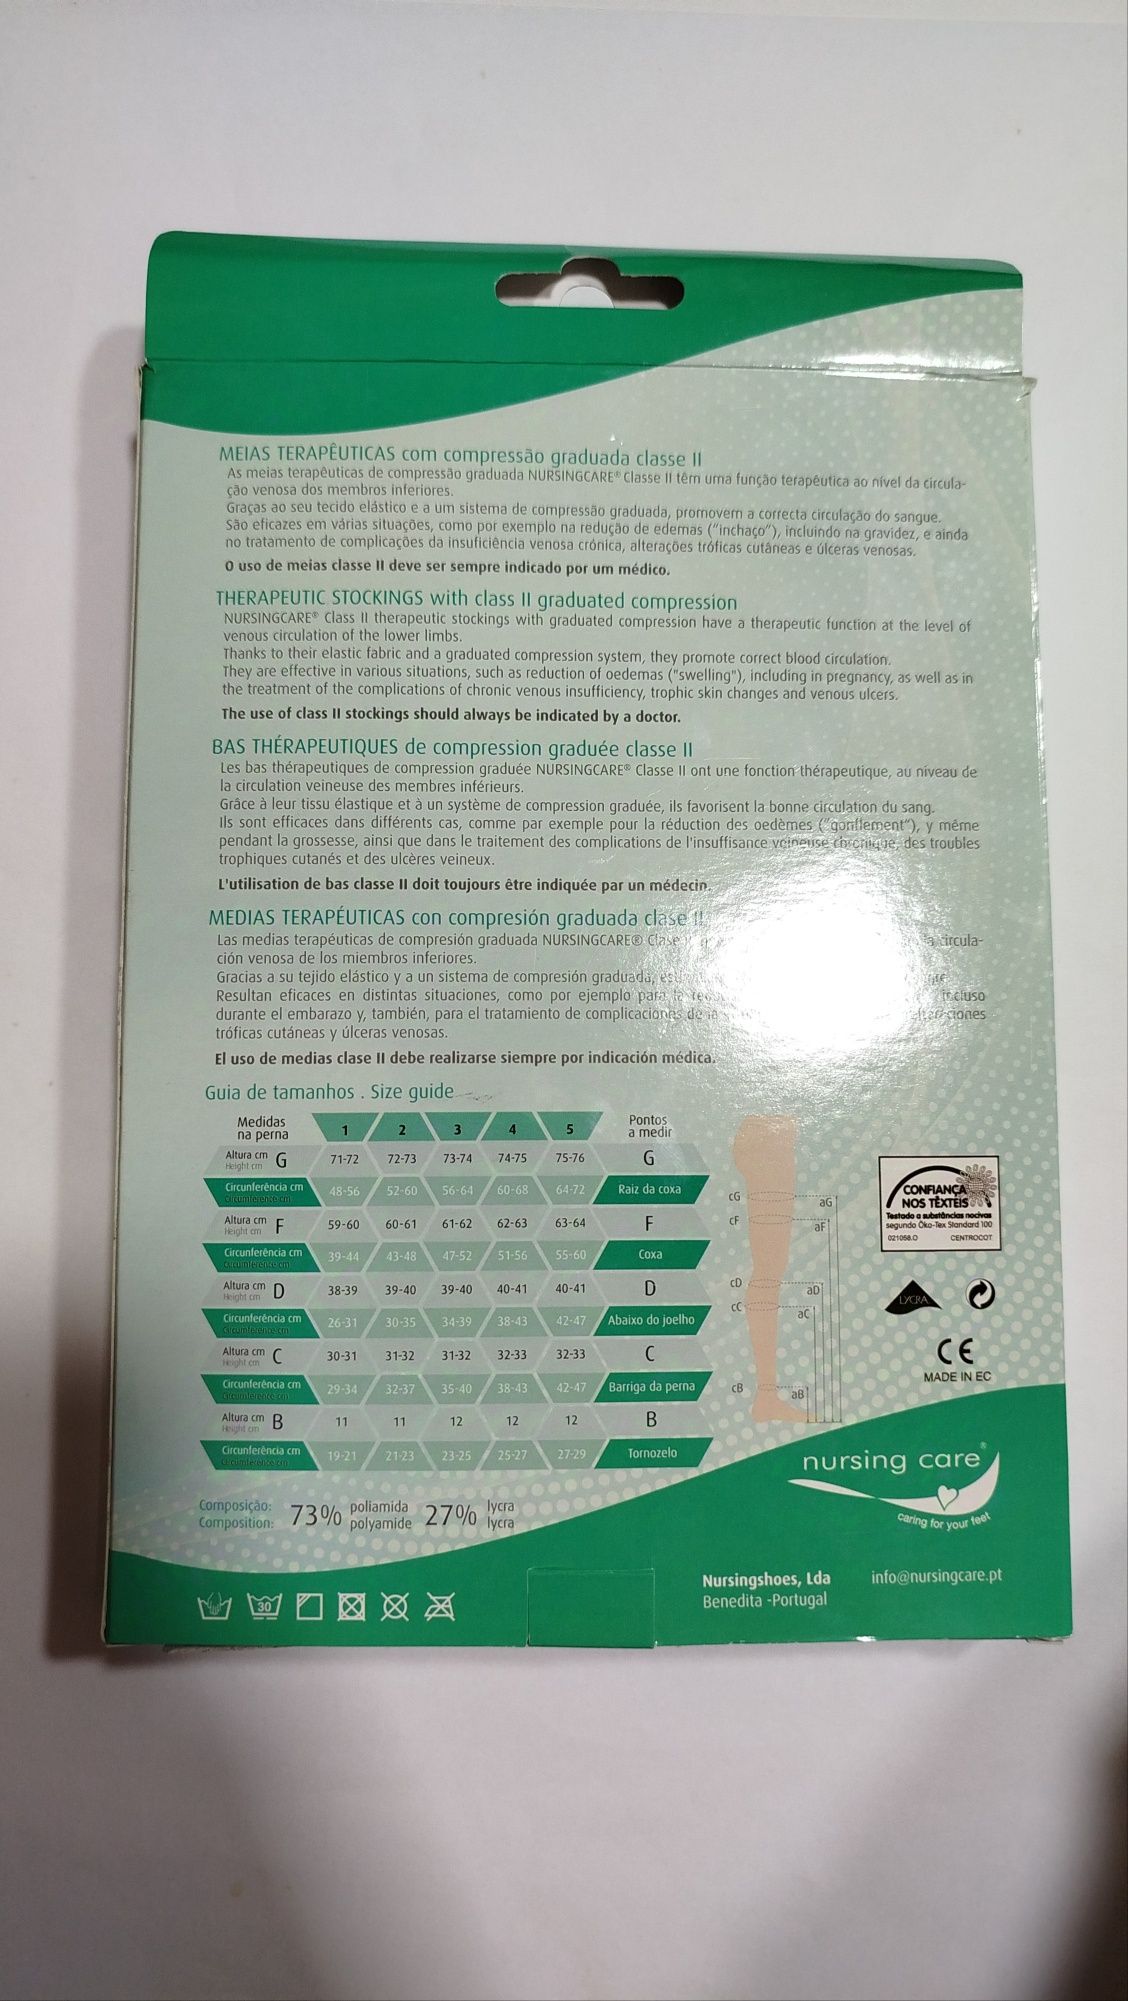 MEIAS TERAPÊUTICAS com compressão graduada classe II
As meias terapêuticas de compressão graduada NURSINGCARE® Classe II têm uma função terapêutica ao nível da circula-
ção venosa dos membros inferiores.
Graças ao seu tecido elástico e a um sistema de compressão graduada, promovem a correcta circulação do sangue.
São eficazes em várias situações, como por exemplo na redução de edemas ("inchaço"), incluindo na gravidez, e ainda
no tratamento de complicações da insuficiência venosa crónica, alterações tróficas cutâneas e úlceras venosas.
O uso de meias classe II deve ser sempre indicado por um médico.
THERAPEUTIC STOCKINGS with class II graduated compression
NURSINGCARE® Class II therapeutic stockings with graduated compression have a therapeutic function at the level of
venous circulation of the lower limbs.
Thanks to their elastic fabric and a graduated compression system, they promote correct blood circulation.
They are effective in various situations, such as reduction of oedemas ("swelling"), including in pregnancy, as well as in
the treatment of the complications of chronic venous insufficiency, trophic skin changes and venous ulcers.
The use of class II stockings should always be indicated by a doctor.
BAS THÉRAPEUTIQUES de compression graduée classe II
Les bas thérapeutiques de compression graduée NURSINGCARE® Classe II ont une fonction thérapeutique, au niveau de
la circulation veineuse des membres inférieurs.
Grâce à leur tissu élastique et à un système de compression graduée, ils favorisent la bonne circulation du sang.
Ils sont efficaces dans différents cas, comme par exemple pour la réduction des oedèmes ("gonflement"), y même
pendant la grossesse, ainsi que dans le traitement des complications de l'insuffisance veineuse chronique, des troubles
trophiques cutanés et des ulcères veineux.
L'utilisation de bas classe II doit toujours être indiquée par un médecin.
MEDIAS TERAPÉUTICAS con compresión graduada clase II
Las medias terapéuticas de compresión graduada NURSINGCARE® Clase circula-
ción venosa de los miembros inferiores.
Gracias a su tejido elástico y a un sistema de compresión graduada,
Resultan eficaces en distintas situaciones, como por ejemplo para la incluso
durante el embarazo y, también, para el tratamiento de complicaciones de
tróficas cutáneas y úlceras venosas.
El uso de medias clase II debe realizarse siempre por indicación médica.
Guia de tamanhos . Size guide
Medidas na perna 1 2 3 4 5 Pontos a medir
Altura cm Height cm G 71-72 72-73 73-74 74-75 75-76 G
Circunferência cm Circumference cm 48-56 52-60 56-64 60-68 64-72 Raiz da coxa
Altura cm Height cm F 59-60 60-61 61-62 62-63 63-64 F
Circunferência cm Circumference cm 39-44 43-48 47-52 51-56 55-60 Coxa
Altura cm Height cm D 38-39 39-40 39-40 40-41 40-41 D
Circunferência cm Circumference cm 26-31 30-35 34-39 38-43 42-47 Abaixo do joelho
Altura cm Height cm C 30-31 31-32 31-32 32-33 32-33 C
Circunferência cm Circumference cm 29-34 32-37 35-40 38-43 42-47 Barriga da perna
Altura cm Height cm B 11 11 12 12 12 B
Circunferência cm Circumference cm 19-21 21-23 23-25 25-27 27-29 Tornozelo
cG aG
cF aF
cD aD
cC aC
cB aB
CONFIANÇA
NOS TÊXTEIS
Testado a substâncias nocivas
segundo Öko-Tex Standard 100
021058.O CENTROCOT
LYCRA
CE
MADE IN EC
Composição: 73% poliamida 27% lycra
Composition: polyamide lycra
nursing care®
caring for your feet
30
Nursingshoes, Lda info@nursingcare.pt
Benedita -Portugal